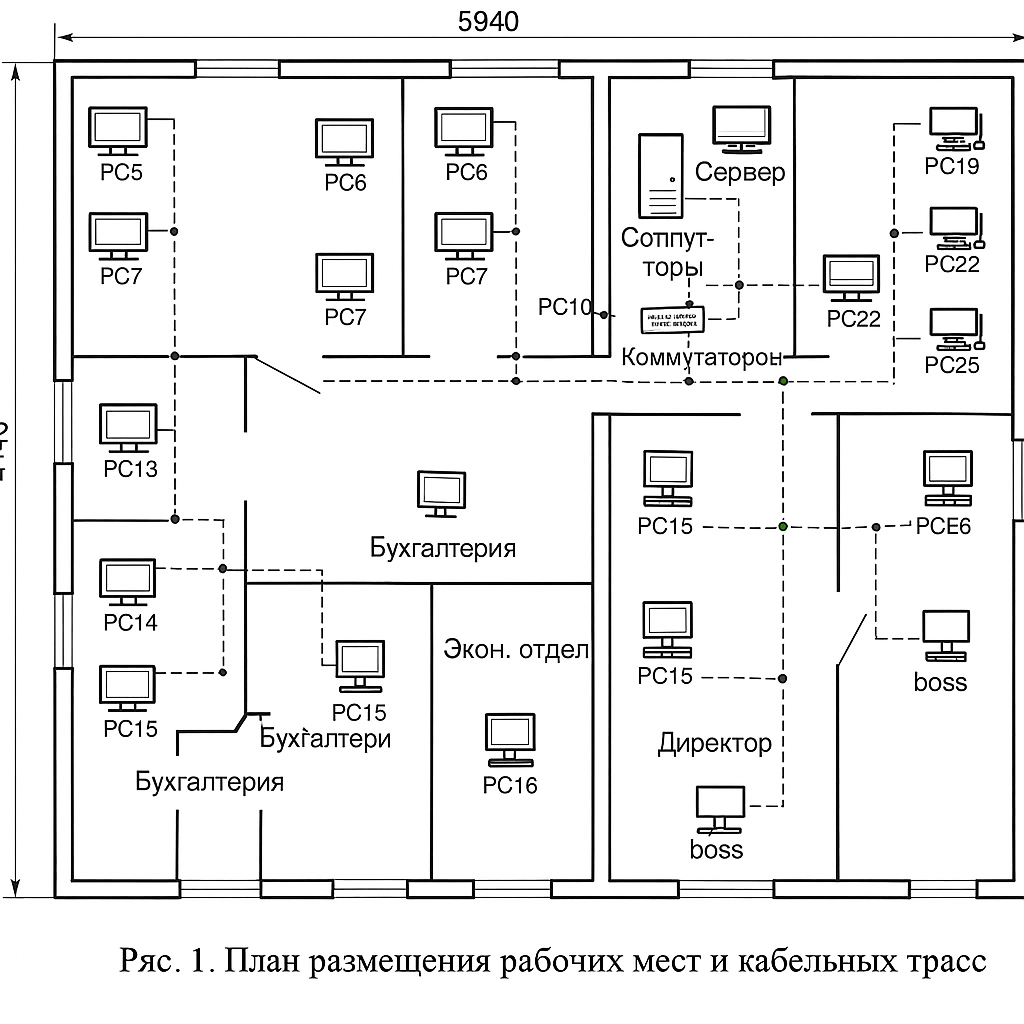 5940
PC5
PC6
PC6
Сервер
PC19
PC7
PC7
PC7
Соппут-
торы
PC22
PC22
PC10
Коммутаторон
PC25
PC13
PC15
PCE6
Бухгалтерия
PC14
Экон. отдел
PC15
boss
PC15
PC15
Бухгалтери
Директор
Бухгалтерия
PC16
boss
Ряс. 1. План размещения рабочих мест и кабельных трасс